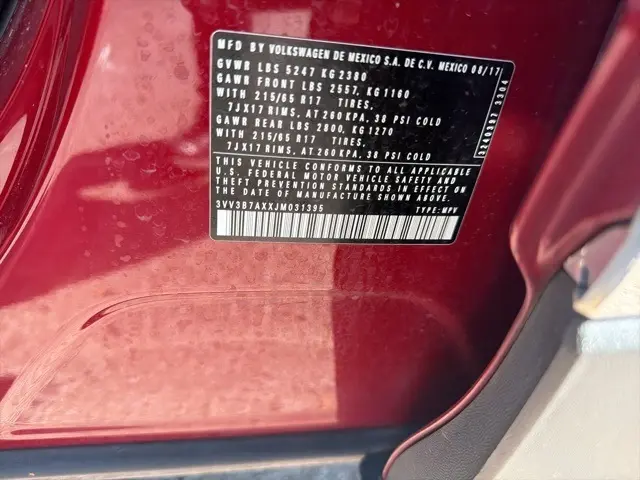 MFD BY VOLKSWAGEN DE MEXICO S.A. DE C.V. MEXICO 08/17
GVWR LBS 5247 KG 2380
GAWR FRONT LBS 2557, KG 1160
WITH 215/65 R17 TIRES,
7JX17 RIMS, AT 260 KPA, 38 PSI COLD
GAWR REAR LBS 2800, KG 1270
WITH 215/65 R17 TIRES,
7JX17 RIMS, AT 260 KPA, 38 PSI COLD
THIS VEHICLE CONFORMS TO ALL APPLICABLE
U.S. FEDERAL MOTOR VEHICLE SAFETY AND
THEFT PREVENTION STANDARDS IN EFFECT ON
THE DATE OF MANUFACTURE SHOWN ABOVE.
3VV3B7AXXJM031395 TYPE: MPV
3304